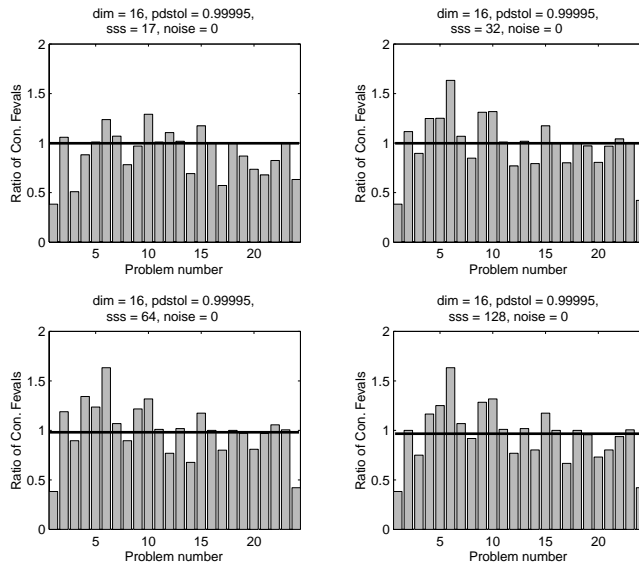 dim = 16, pdstol = 0.99995,
sss = 17, noise = 0
2
1.5
1
0.5
0
Ratio of Con. Fevals
5
10
15
20
Problem number
dim = 16, pdstol = 0.99995,
sss = 32, noise = 0
2
1.5
1
0.5
0
Ratio of Con. Fevals
5
10
15
20
Problem number
dim = 16, pdstol = 0.99995,
sss = 64, noise = 0
2
1.5
1
0.5
0
Ratio of Con. Fevals
5
10
15
20
Problem number
dim = 16, pdstol = 0.99995,
sss = 128, noise = 0
2
1.5
1
0.5
0
Ratio of Con. Fevals
5
10
15
20
Problem number